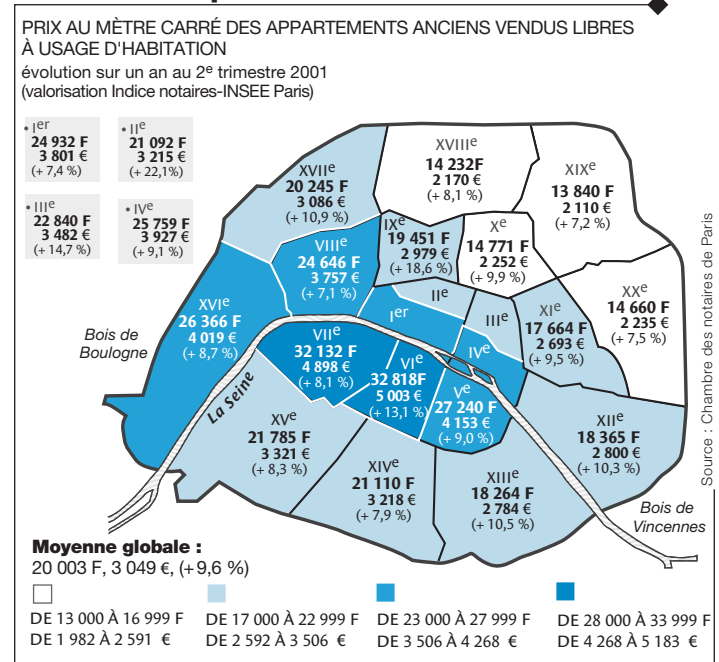 PRIX AU MÈTRE CARRÉ DES APPARTEMENTS ANCIENS VENDUS LIBRES
À USAGE D'HABITATION
évolution sur un an au 2e trimestre 2001
(valorisation Indice notaires-INSEE Paris)
• Ier
24 932 F
3 801 €
(+ 7,4 %)
• IIe
21 092 F
3 215 €
(+ 22,1%)
• IIIe
22 840 F
3 482 €
(+ 14,7 %)
• IVe
25 759 F
3 927 €
(+ 9,1 %)
XVIIe
20 245 F
3 086 €
(+ 10,9 %)
XVIIIe
14 232F
2 170 €
(+ 8,1 %)
XIXe
13 840 F
2 110 €
(+ 7,2 %)
VIIIe
24 646 F
3 757 €
(+ 7,1 %)
IXe
19 451 F
2 979 €
(+ 18,6 %)
Xe
14 771 F
2 252 €
(+ 9,9 %)
XVIe
26 366 F
4 019 €
(+ 8,7 %)
Ier
IIe
IIIe
IVe
XIe
17 664 F
2 693 €
(+ 9,5 %)
XXe
14 660 F
2 235 €
(+ 7,5 %)
Bois de
Boulogne
La Seine
VIIe
32 132 F
4 898 €
(+ 8,1 %)
VIe
32 818F
5 003 €
(+ 13,1 %)
Ve
27 240 F
4 153 €
(+ 9,0 %)
XVe
21 785 F
3 321 €
(+ 8,3 %)
XIVe
21 110 F
3 218 €
(+ 7,9 %)
XIIIe
18 264 F
2 784 €
(+ 10,5 %)
XIIe
18 365 F
2 800 €
(+ 10,3 %)
Bois de
Vincennes
Source : Chambre des notaires de Paris
Moyenne globale :
20 003 F, 3 049 €, (+ 9,6 %)
DE 13 000 À 16 999 F
DE 1 982 À 2 591 €
DE 17 000 À 22 999 F
DE 2 592 À 3 506 €
DE 23 000 À 27 999 F
DE 3 506 À 4 268 €
DE 28 000 À 33 999 F
DE 4 268 À 5 183 €